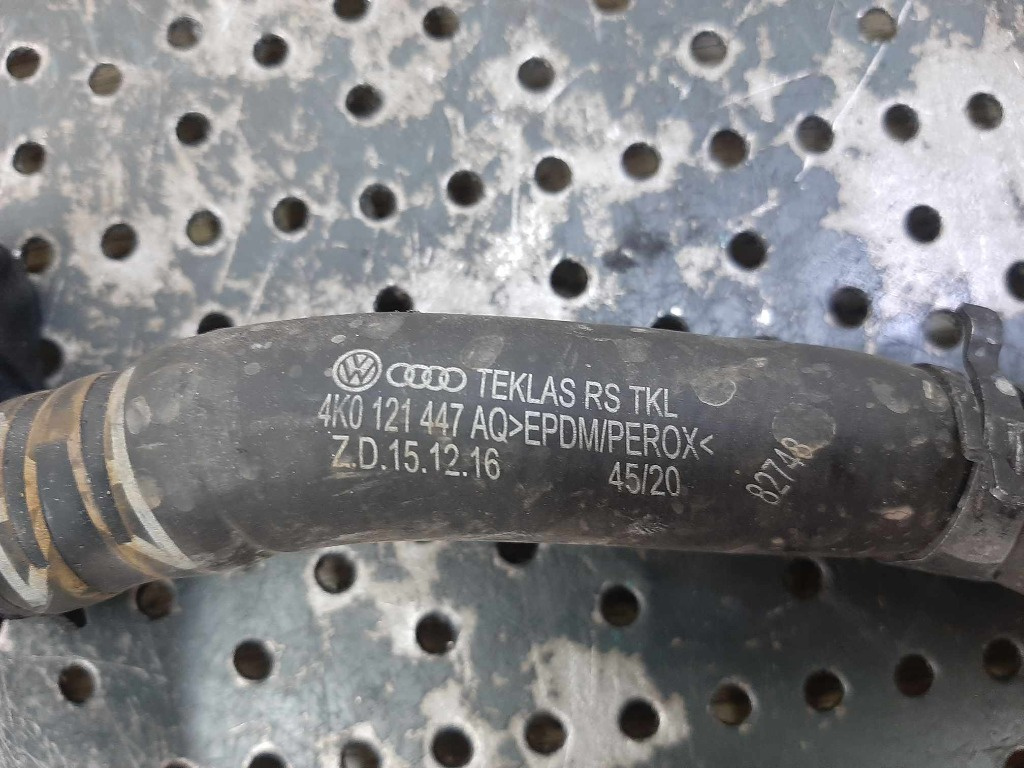 TEKLAS RS TKL
4K0 121 447 AQ>EPDM/PEROX<
Z.D.15.12.16 45/20
82748